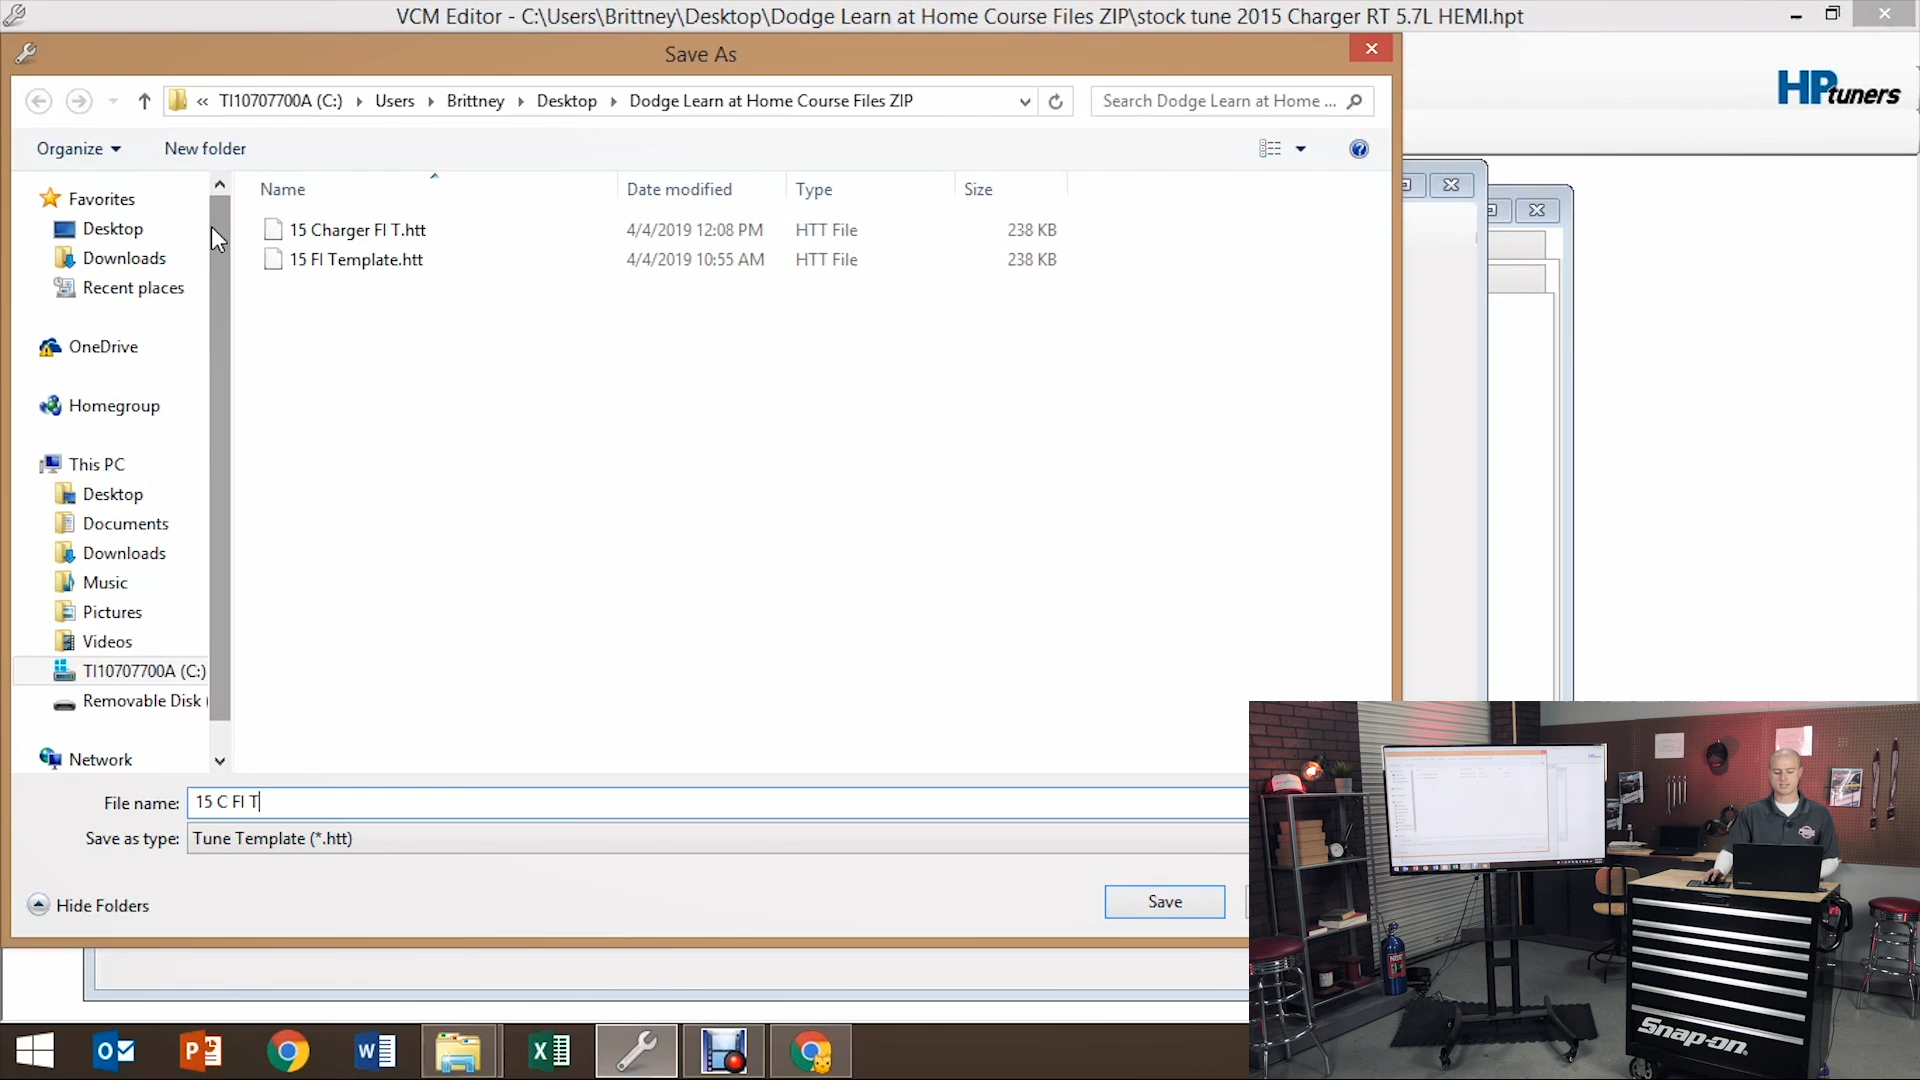 VCM Editor - C:\Users\Brittney\Desktop\Dodge Learn at Home Course Files ZIP\stock tune 2015 Charger RT 5.7L HEMI.hpt
Save As
« TI10707700A (C:) Users Brittney Desktop Dodge Learn at Home Course Files ZIP
Search Dodge Learn at Home ...
HPtuners
Organize New folder
Name Date modified Type Size
15 Charger FI T.htt 4/4/2019 12:08 PM HTT File 238 KB
15 FI Template.htt 4/4/2019 10:55 AM HTT File 238 KB
Favorites
Desktop
Downloads
Recent places
OneDrive
Homegroup
This PC
Desktop
Documents
Downloads
Music
Pictures
Videos
TI10707700A (C:)
Removable Disk (
Network
File name: 15 C FI T
Save as type: Tune Template (*.htt)
Hide Folders
Save
Snap-on